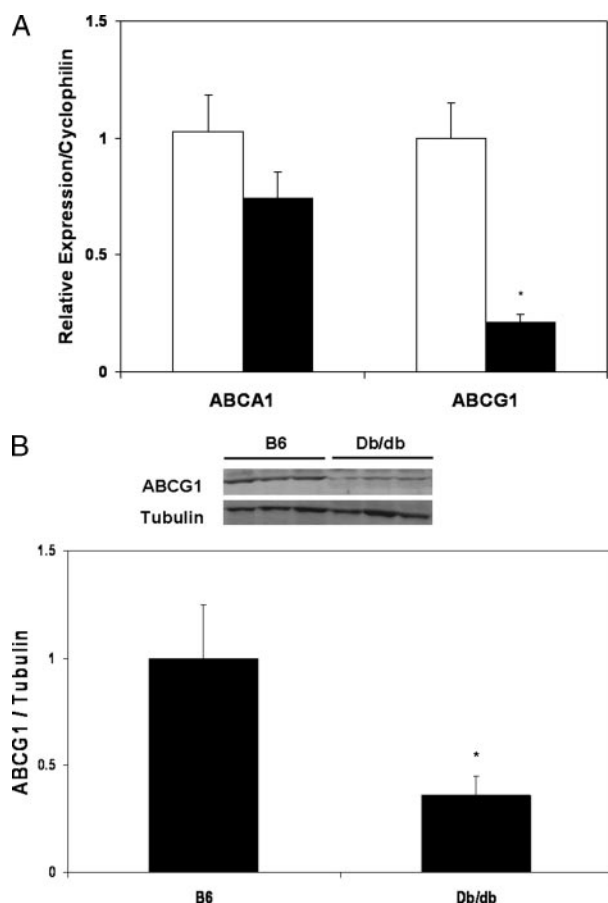 A
1.5
1
0.5
0
Relative Expression/Cyclophilin
*
ABCA1 ABCG1
B
B6 Db/db
ABCG1
Tubulin
1.5
1
0.5
0
ABCG1 / Tubulin
*
B6 Db/db